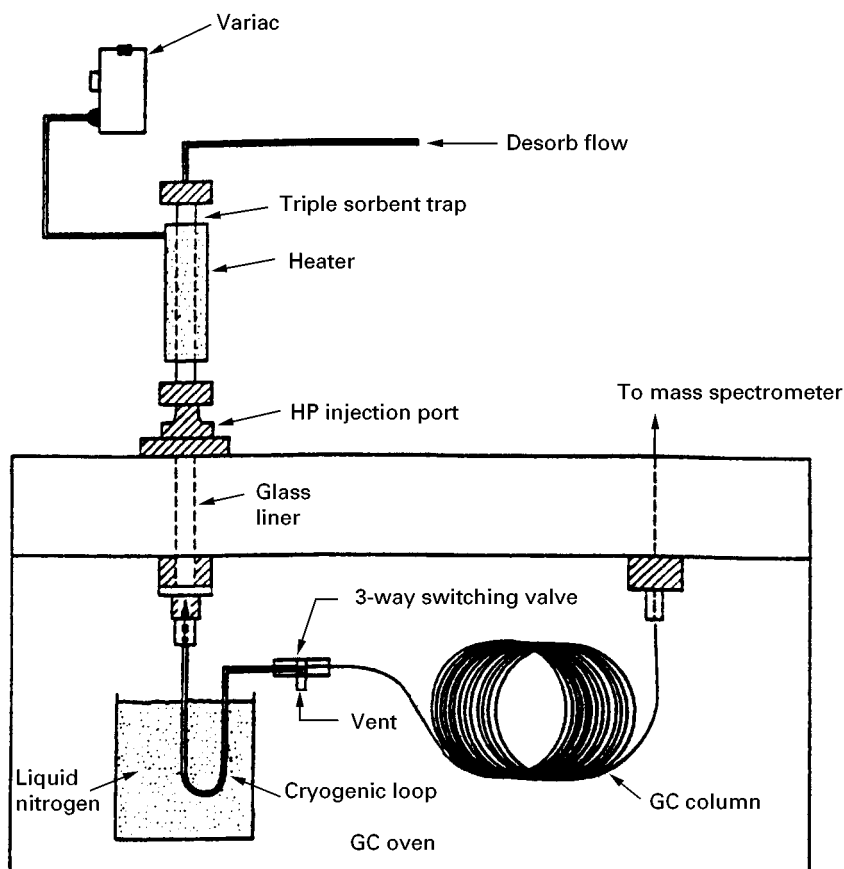 Variac
Desorb flow
Triple sorbent trap
Heater
To mass spectrometer
HP injection port
Glass
liner
3-way switching valve
Vent
Liquid
nitrogen
Cryogenic loop
GC column
GC oven